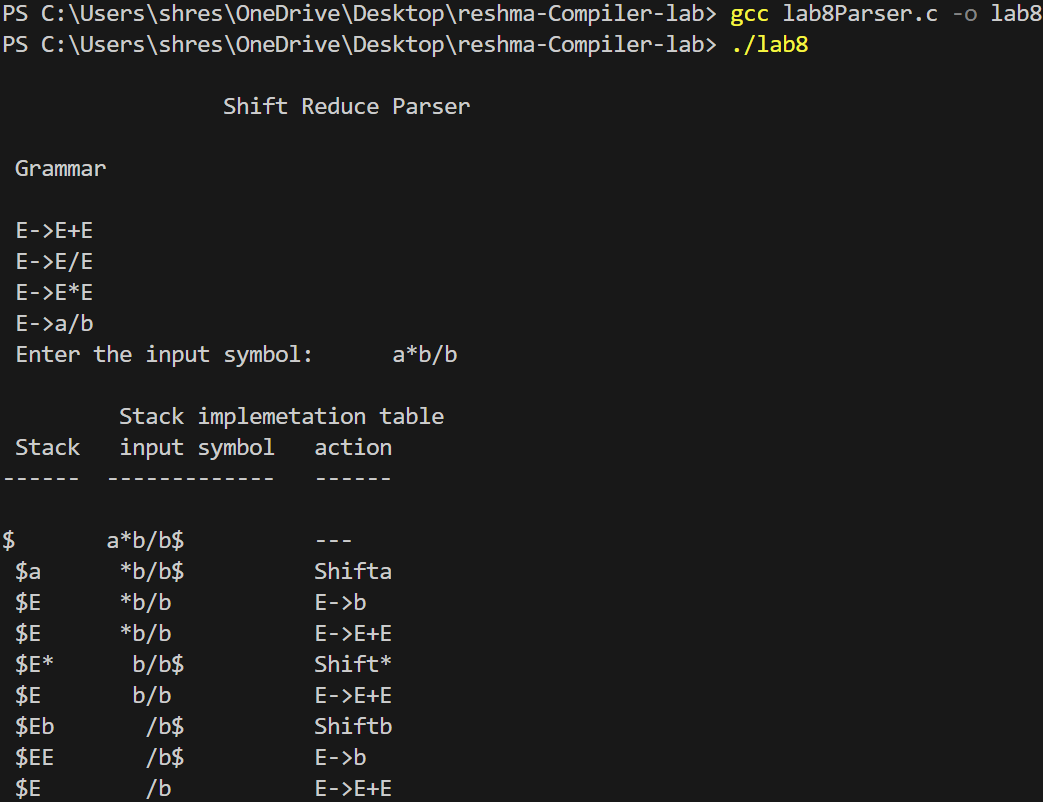 PS C:\Users\shres\OneDrive\Desktop\reshma-Compiler-lab> gcc lab8Parser.c -o lab8
PS C:\Users\shres\OneDrive\Desktop\reshma-Compiler-lab> ./lab8
Shift Reduce Parser
Grammar
E->E+E
E->E/E
E->E*E
E->a/b
Enter the input symbol:      a*b/b
Stack implemetation table
Stack   input symbol   action
------  -------------   ------
$       a*b/b$          ---
$a       *b/b$         Shifta
$E      *b/b           E->b
$E      *b/b           E->E+E
$E*      b/b$          Shift*
$E       b/b           E->E+E
$Eb       /b$          Shiftb
$EE       /b$          E->b
$E        /b           E->E+E